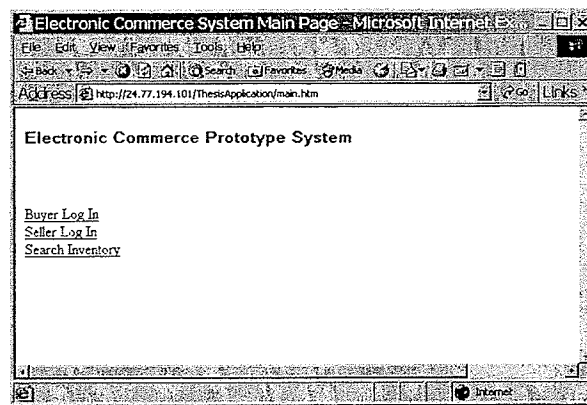 Electronic Commerce System Main Page - Microsoft Internet Ex...
File Edit View Favorites Tools Help
Back Search Favorites Media
Address http://24.77.194.101/ThesisApplication/main.htm Go Links
Electronic Commerce Prototype System
Buyer Log In
Seller Log In
Search Inventory
Internet